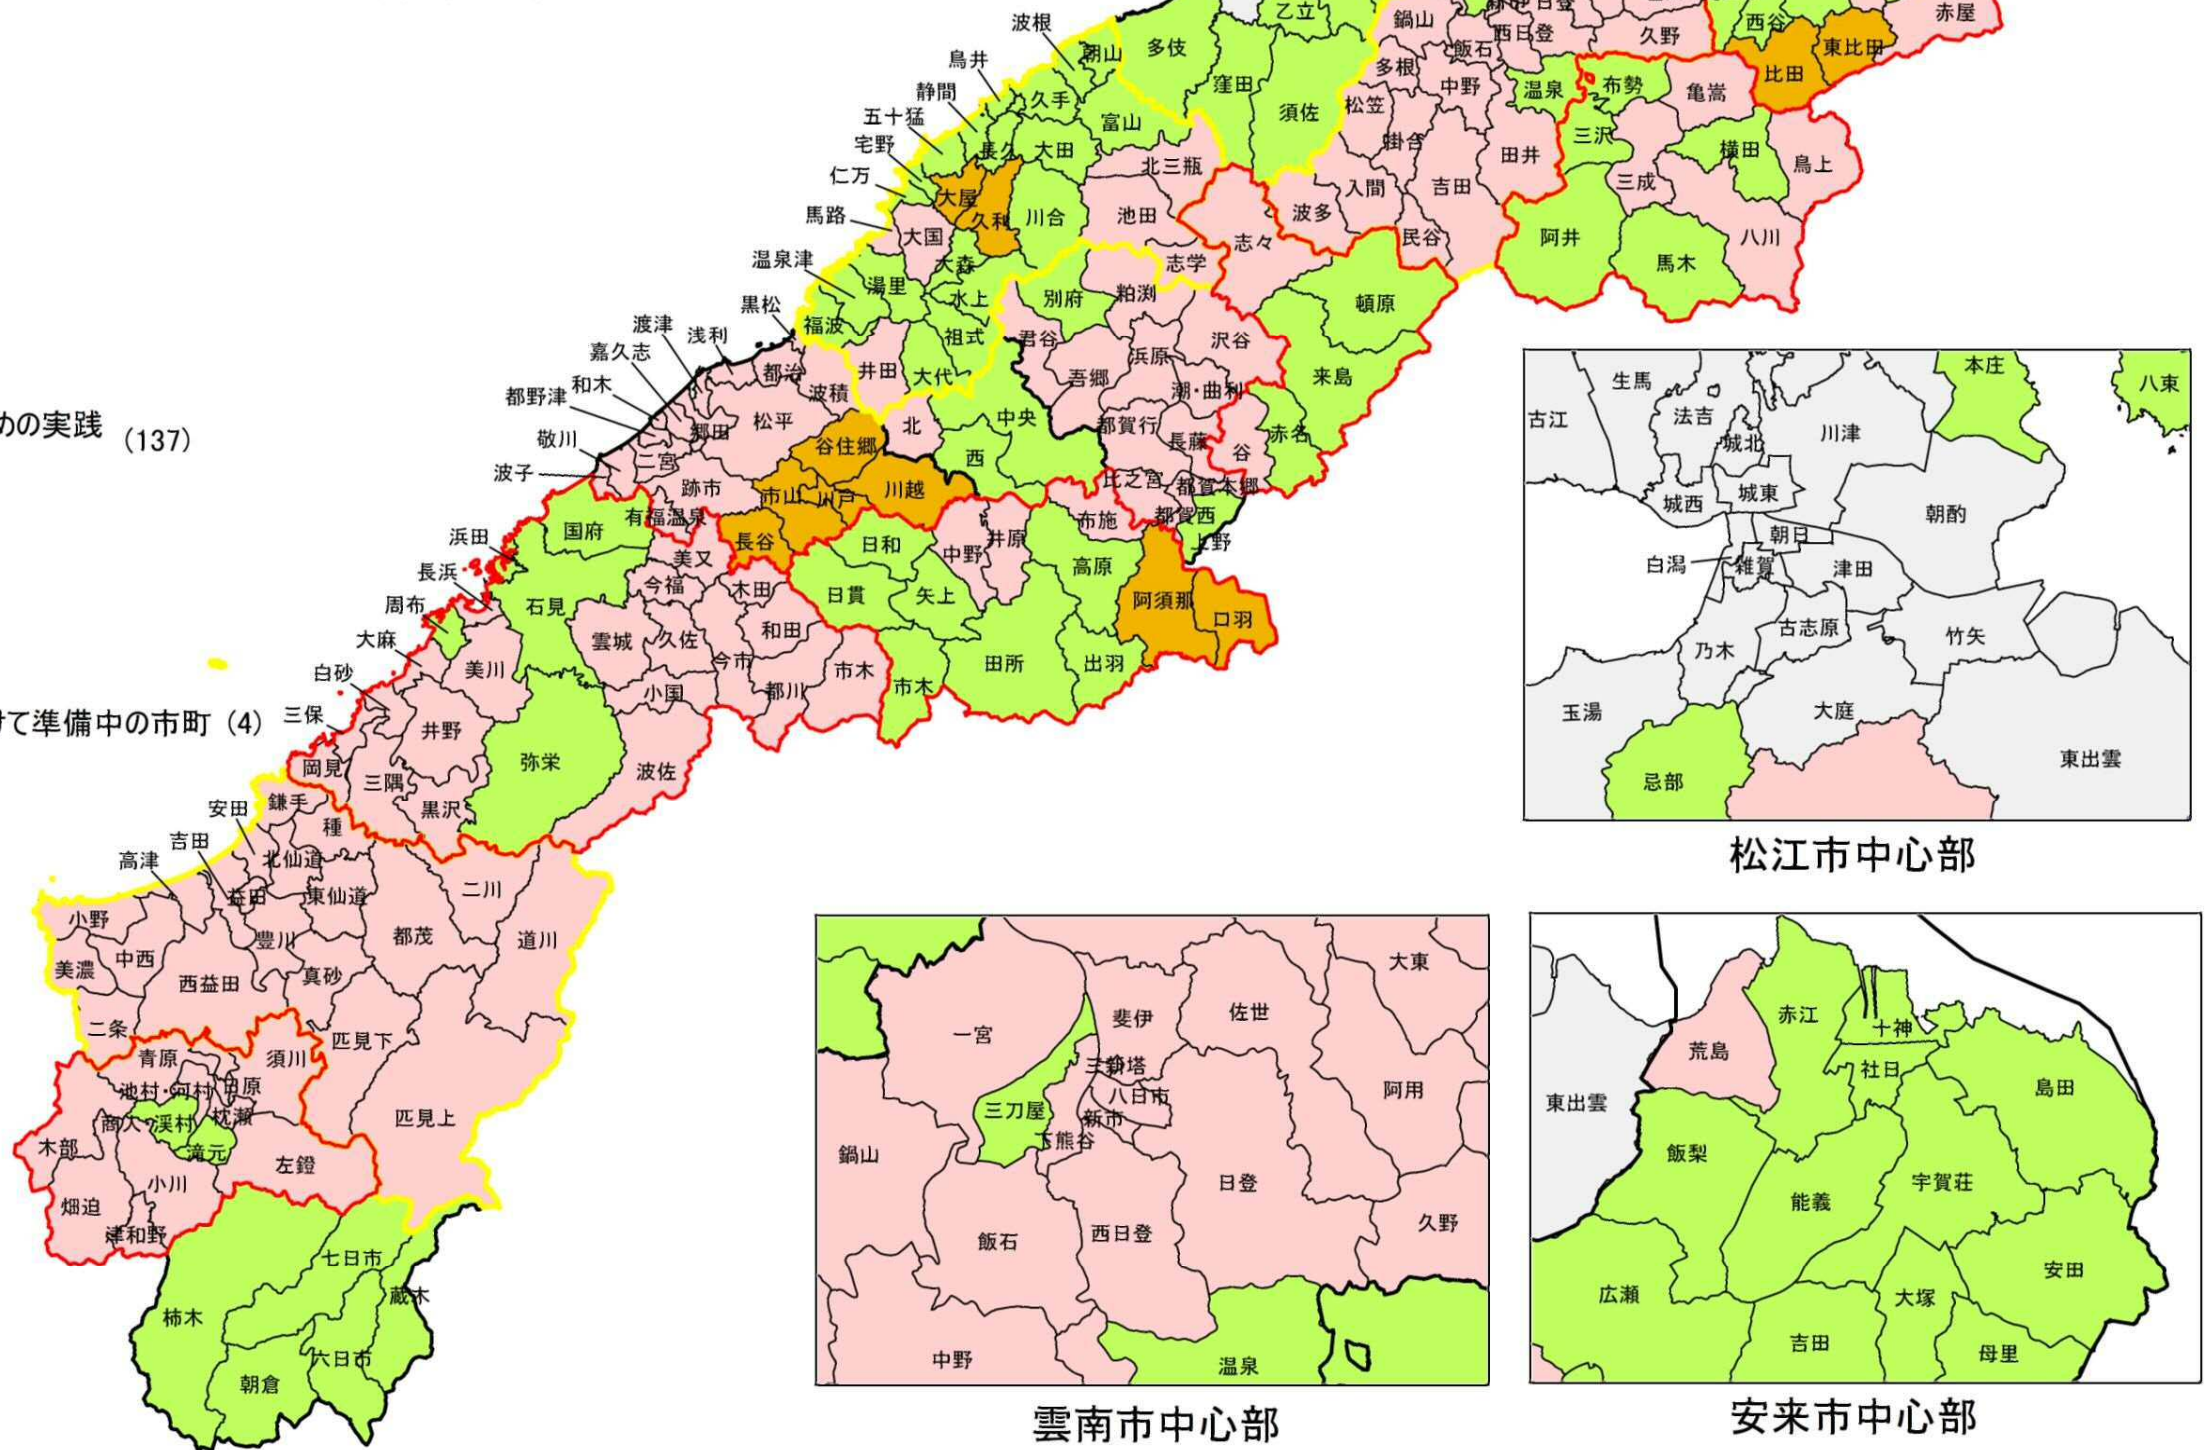 波根
朝山
多伎
乙立
鍋山
西日登
飯石
久野
西谷
比田
東比田
赤屋
鳥井
静間
五十猛
宅野
仁万
馬路
久手
富山
窪田
須佐
多根
松笠
中野
温泉
布勢
亀嵩
長久
大田
北三瓶
掛合
田井
三沢
横田
鳥上
大屋
久利
川合
池田
入間
吉田
三成
大国
波多
民谷
阿井
馬木
八川
温泉津
大森
志学
志々
湯里
水上
別府
粕渕
頓原
黒松
福波
祖式
君谷
沢谷
渡津
浅利
嘉久志
都治
井田
大代
浜原
吾郷
潮・曲利
来島
和木
都野津
波積
敬川
波子
松平
郷田
二宮
北
中央
都賀行
長藤
谷
赤名
谷住郷
西
跡市
市山
川戸
川越
比之宮
都賀本郷
めの実践 (137)
有福温泉
国府
浜田
長浜
周布
大麻
白砂
三保
長谷
日和
中野
井原
布施
都賀西
上野
美又
今福
木田
日貫
矢上
高原
阿須那
口羽
石見
雲城
久佐
和田
今市
美川
小国
都川
市木
市木
田所
出羽
けて準備中の市町 (4)
井野
岡見
三隅
弥栄
波佐
黒沢
鎌手
安田
種
吉田
高津
北仙道
益田
東仙道
二川
小野
豊川
都茂
道川
中西
美濃
西益田
真砂
二条
匹見下
青原
須川
池村・河村
日原
商人
渓村
枕瀬
匹見上
木部
滝元
左鐙
畑迫
小川
津和野
七日市
柿木
蔵木
六日市
朝倉
生馬
本庄
八束
古江
法吉
城北
川津
城西
城東
朝酌
朝日
白潟
雑賀
津田
古志原
乃木
竹矢
玉湯
大庭
忌部
東出雲
松江市中心部
大東
一宮
斐伊
佐世
阿用
三刀屋
八日市
新市
下熊谷
鍋山
日登
飯石
西日登
久野
中野
温泉
雲南市中心部
赤江
十神
荒島
社日
東出雲
島田
飯梨
能義
宇賀荘
広瀬
安田
大塚
吉田
母里
安来市中心部